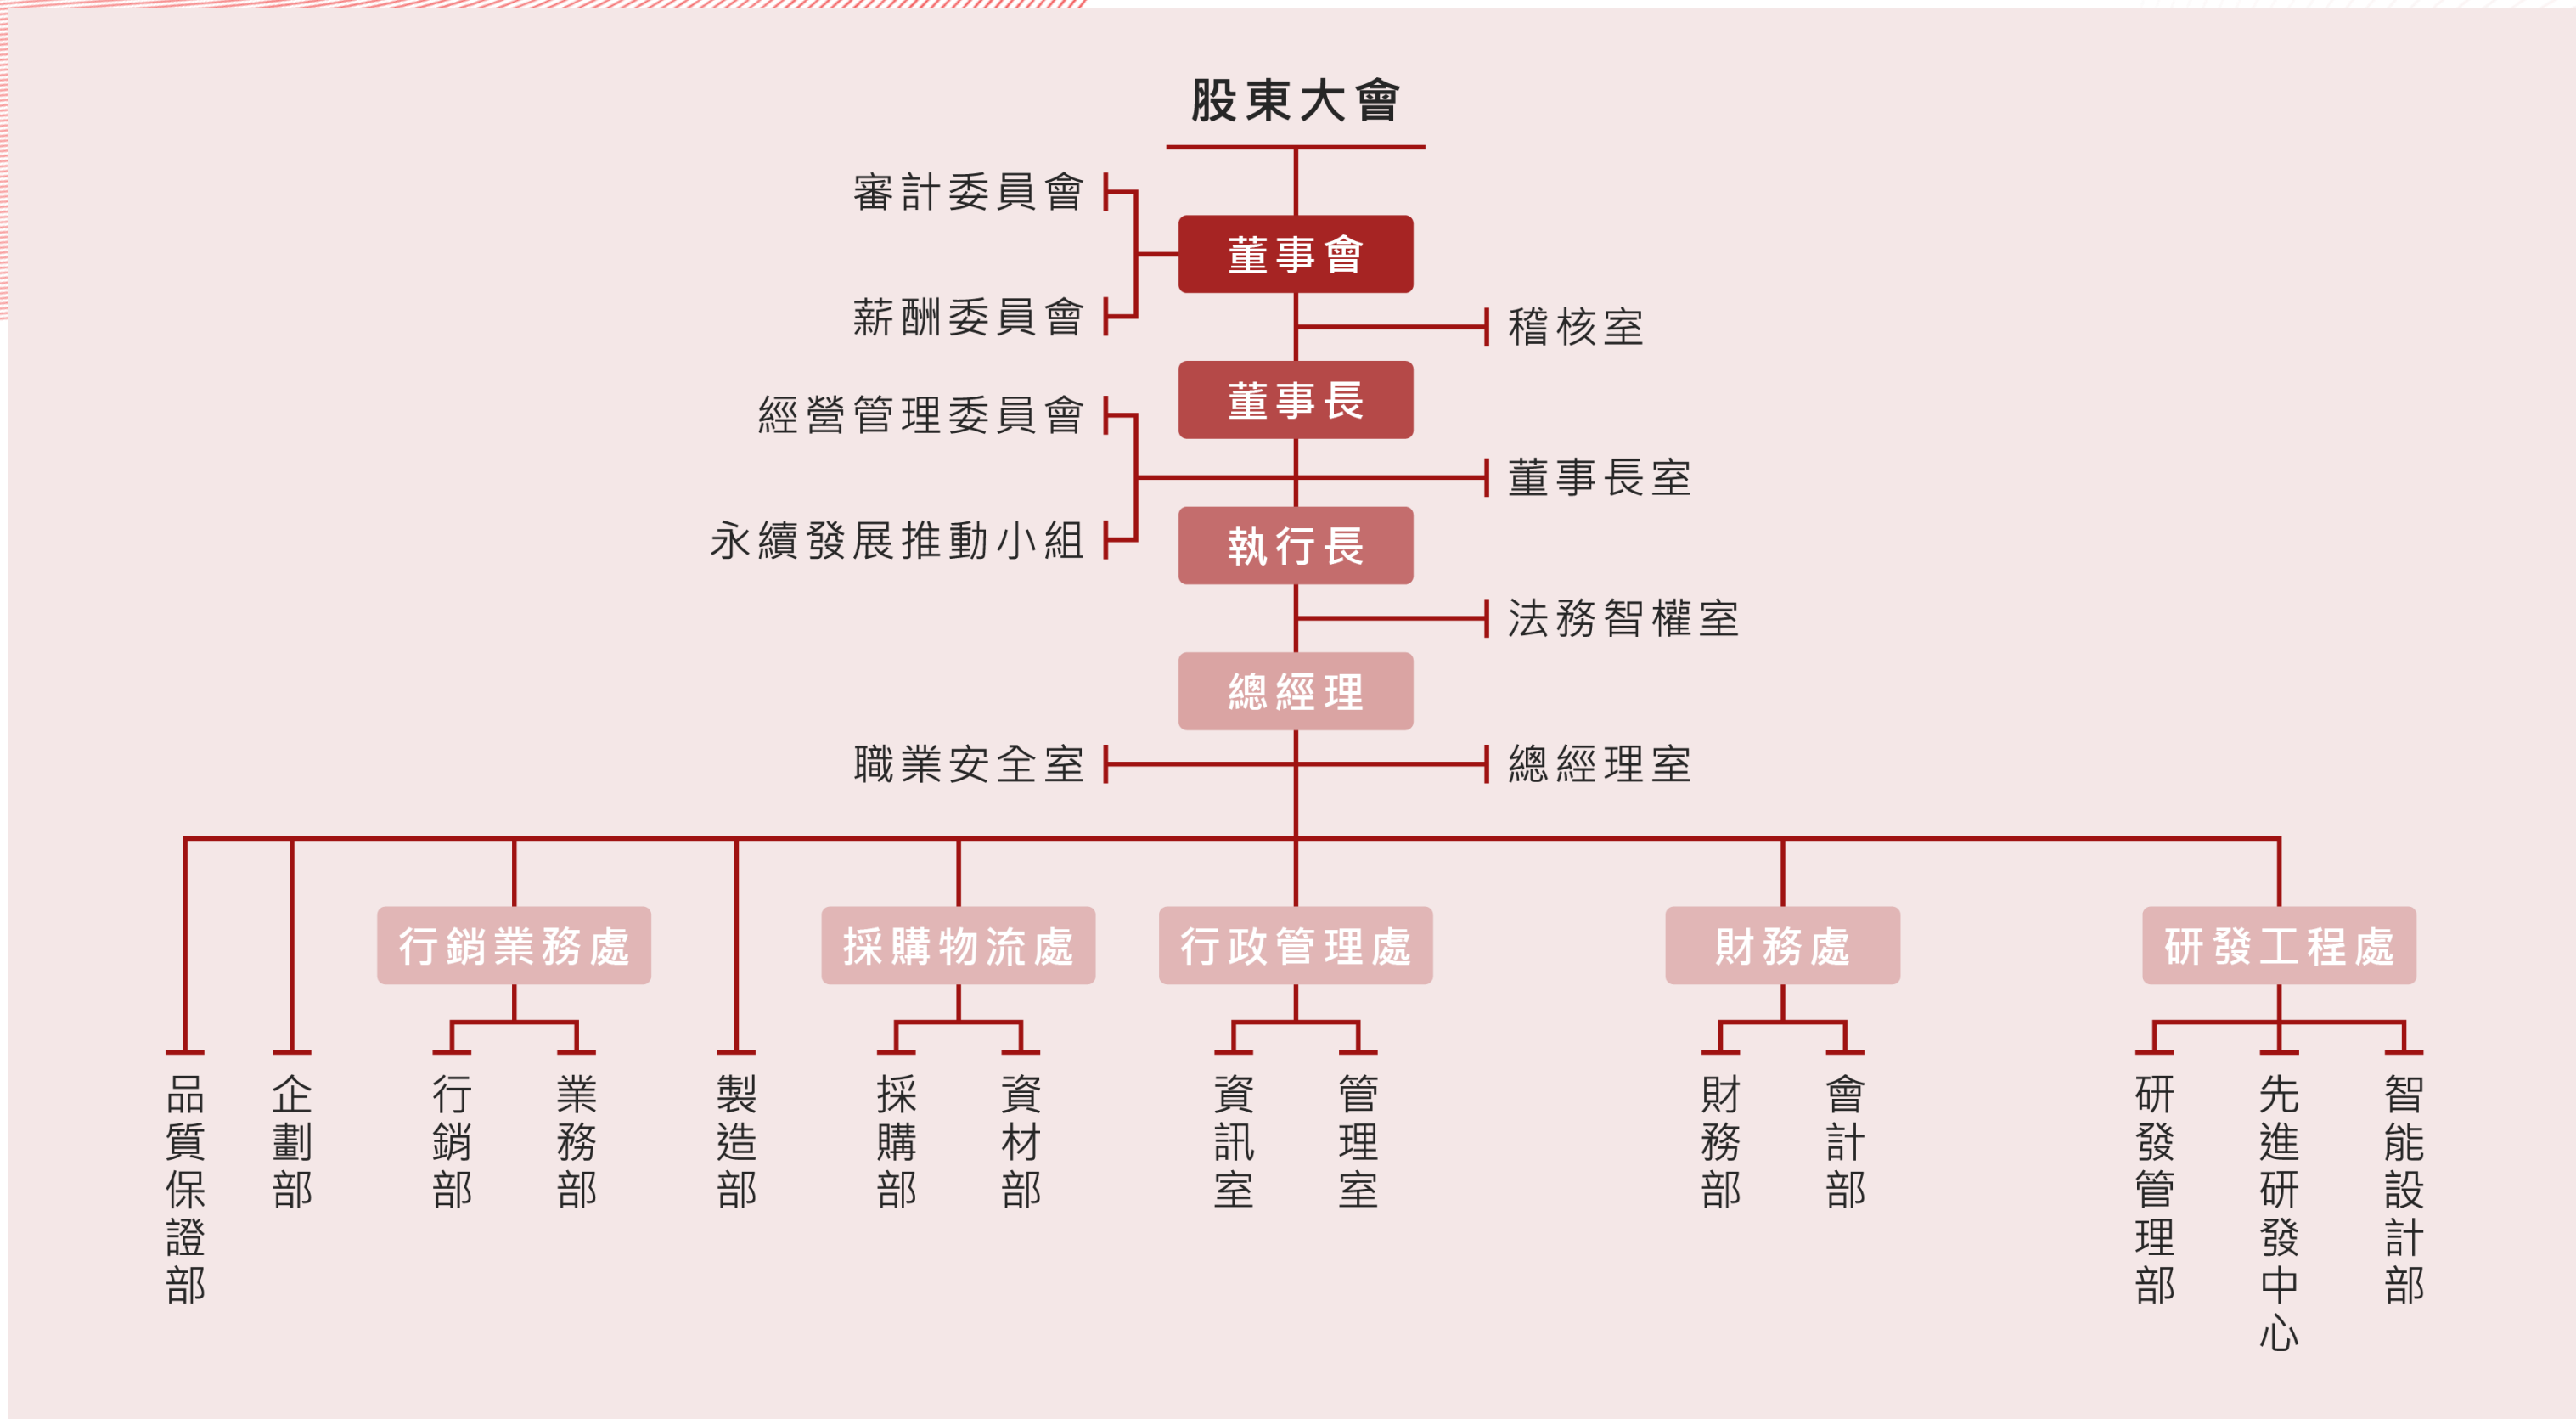 股東大會
審計委員會
董事會
薪酬委員會
稽核室
董事長
經營管理委員會
董事長室
永續發展推動小組
執行長
法務智權室
總經理
職業安全室
總經理室
行銷業務處
採購物流處
行政管理處
財務處
研發工程處
品質保證部
企劃部
行銷部
業務部
製造部
採購部
資材部
資訊室
管理室
財務部
會計部
研發管理部
先進研發中心
智能設計部